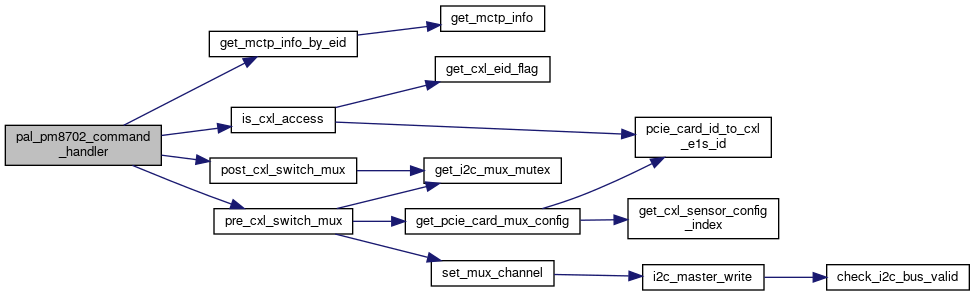 get_mctp_info
get_mctp_info_by_eid
get_cxl_eid_flag
is_cxl_access
pal_pm8702_command
_handler
pcie_card_id_to_cxl
_e1s_id
post_cxl_switch_mux
get_i2c_mux_mutex
pre_cxl_switch_mux
get_pcie_card_mux_config
get_cxl_sensor_config
_index
set_mux_channel
i2c_master_write
check_i2c_bus_valid